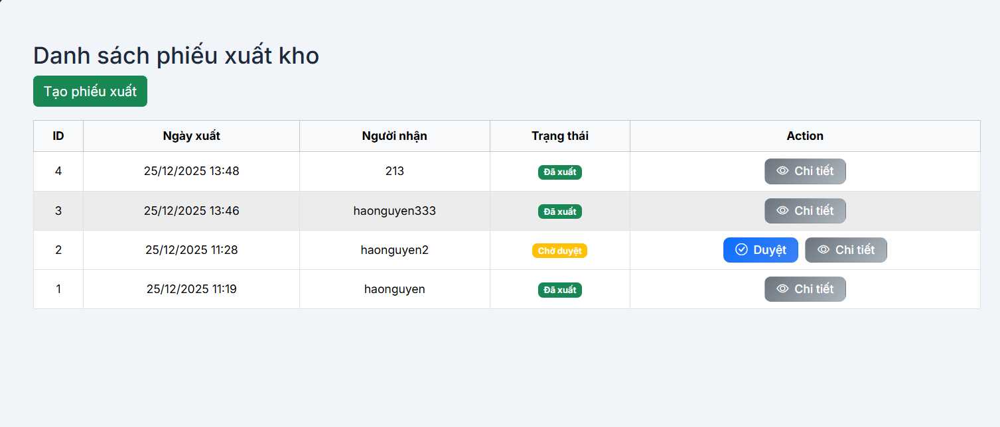 Danh sách phiếu xuất kho
Tạo phiếu xuất
ID Ngày xuất Người nhận Trạng thái Action
4 25/12/2025 13:48 213 Đã xuất Chi tiết
3 25/12/2025 13:46 haonguyen333 Đã xuất Chi tiết
2 25/12/2025 11:28 haonguyen2 Chờ duyệt Duyệt Chi tiết
1 25/12/2025 11:19 haonguyen Đã xuất Chi tiết